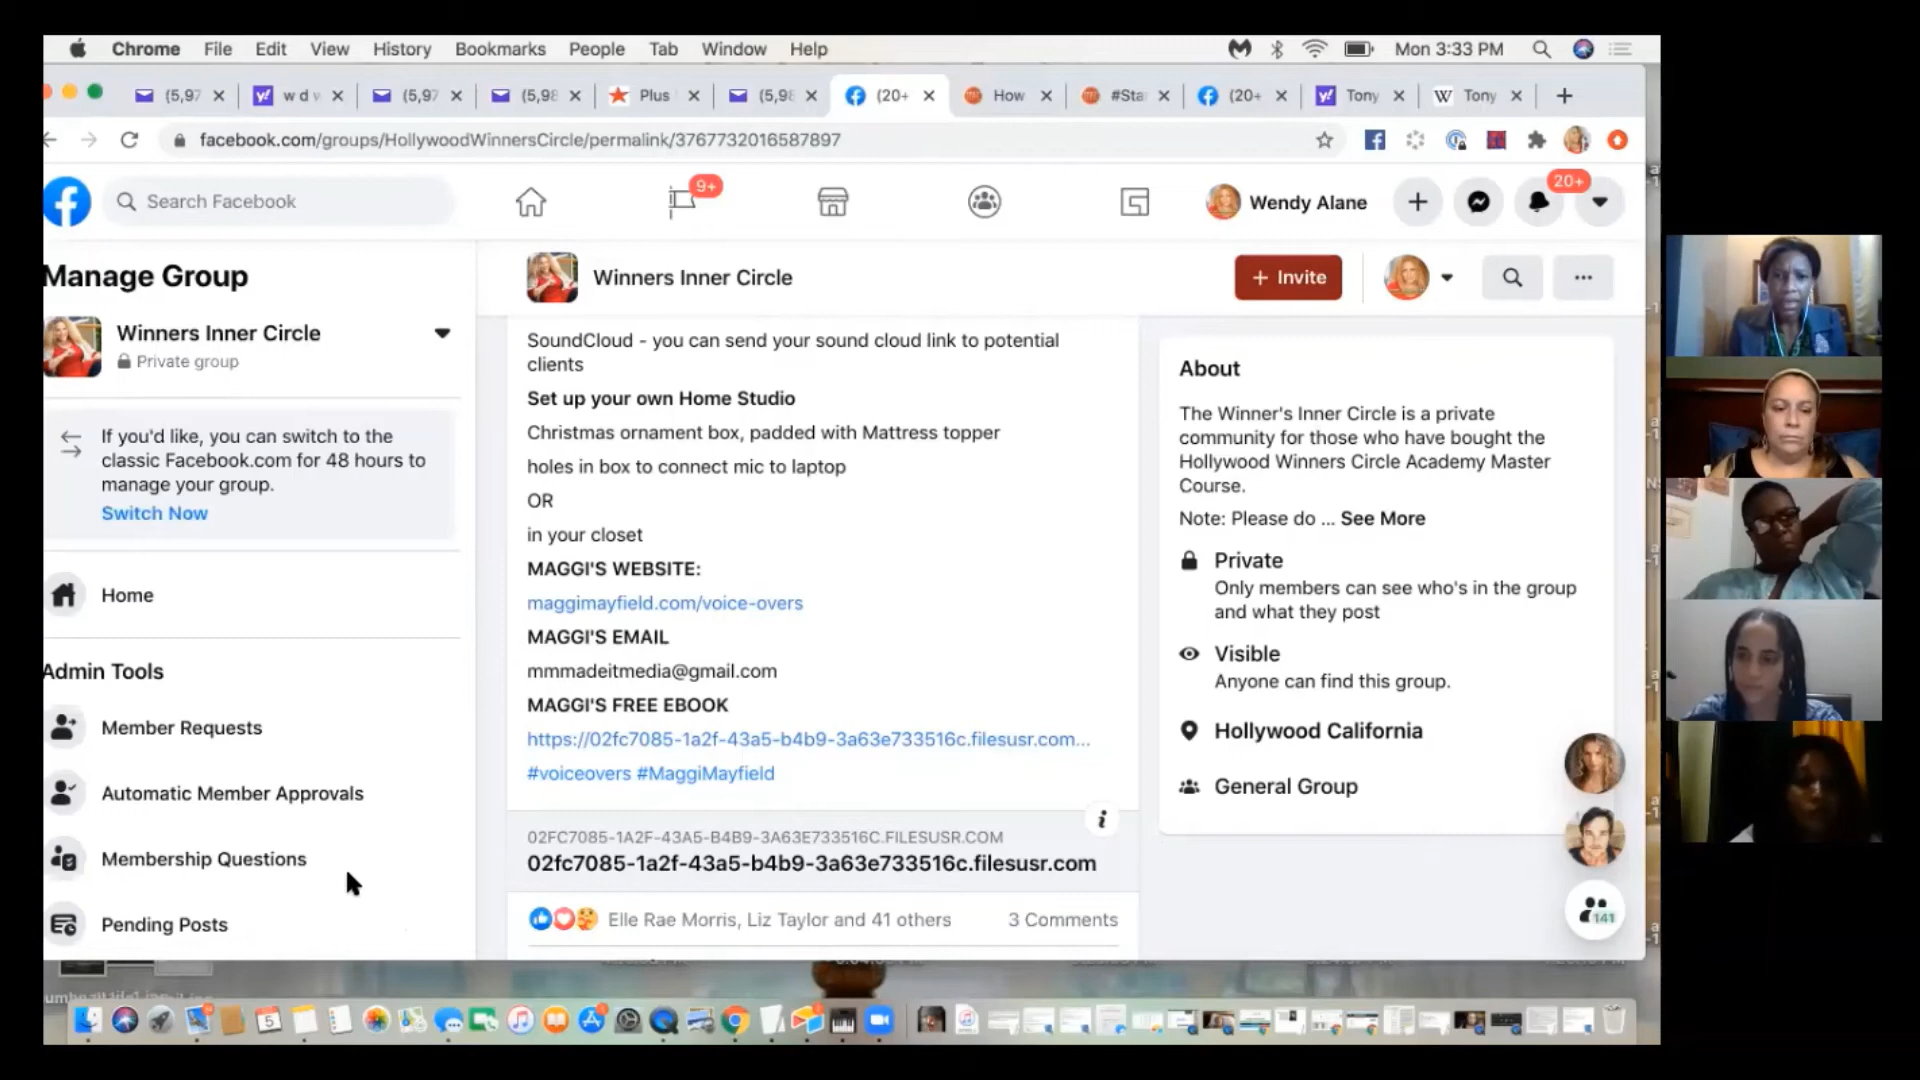 Chrome File Edit View History Bookmarks People Tab Window Help Mon 3:33 PM
(5,97 w d (5,97 (5,98 Plus (5,98 (20+ How #Sta (20+ Tony Tony
facebook.com/groups/HollywoodWinnersCircle/permalink/3767732016587897
Search Facebook 9+ Wendy Alane 20+
Manage Group
Winners Inner Circle
Private group
If you'd like, you can switch to the
classic Facebook.com for 48 hours to
manage your group.
Switch Now
Home
Admin Tools
Member Requests
Automatic Member Approvals
Membership Questions
Pending Posts
Winners Inner Circle + Invite
SoundCloud - you can send your sound cloud link to potential
clients
Set up your own Home Studio
Christmas ornament box, padded with Mattress topper
holes in box to connect mic to laptop
OR
in your closet
MAGGI'S WEBSITE:
maggimayfield.com/voice-overs
MAGGI'S EMAIL
mmmadeitmedia@gmail.com
MAGGI'S FREE EBOOK
https://02fc7085-1a2f-43a5-b4b9-3a63e733516c.filesusr.com...
#voiceovers #MaggiMayfield
02FC7085-1A2F-43A5-B4B9-3A63E733516C.FILESUSR.COM
02fc7085-1a2f-43a5-b4b9-3a63e733516c.filesusr.com
Elle Rae Morris, Liz Taylor and 41 others 3 Comments
About
The Winner's Inner Circle is a private
community for those who have bought the
Hollywood Winners Circle Academy Master
Course.
Note: Please do ... See More
Private
Only members can see who's in the group
and what they post
Visible
Anyone can find this group.
Hollywood California
General Group
141
5